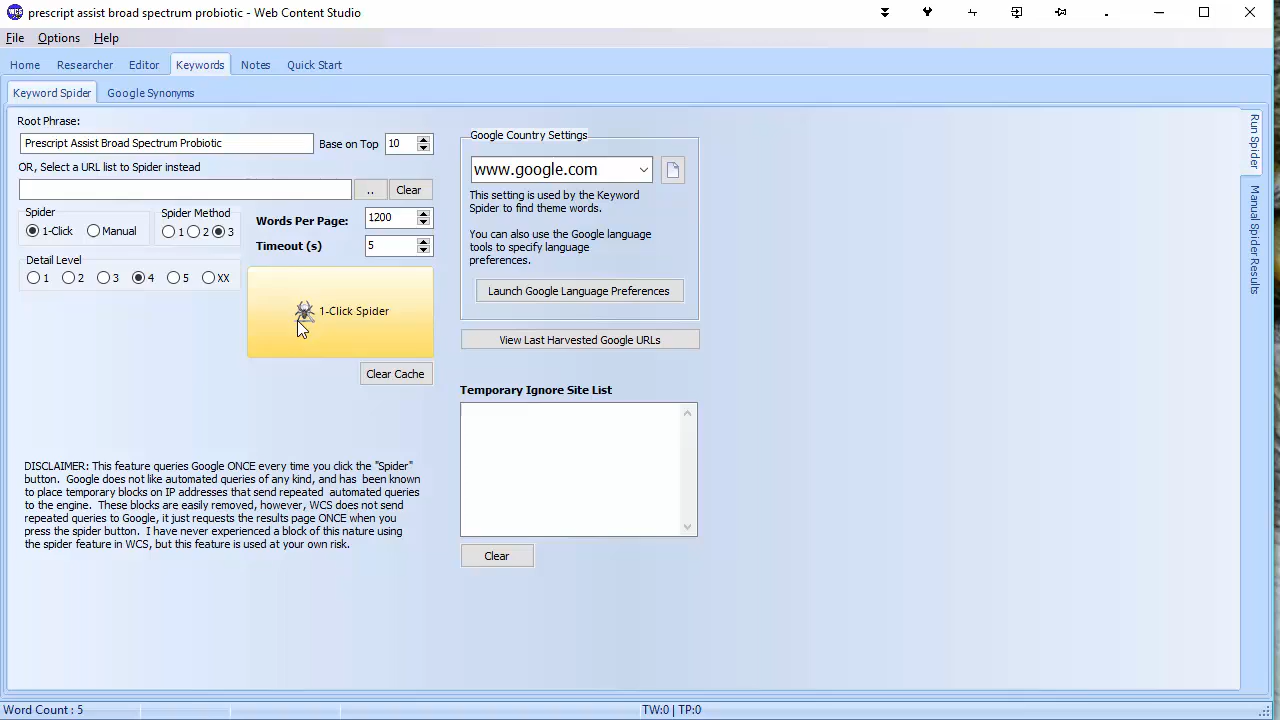 WCS prescript assist broad spectrum probiotic - Web Content Studio
File Options Help
Home Researcher Editor Keywords Notes Quick Start
Keyword Spider Google Synonyms
Root Phrase:
Prescript Assist Broad Spectrum Probiotic Base on Top 10
OR, Select a URL list to Spider instead
.. Clear
Spider
1-Click Manual
Spider Method
1 2 3
Words Per Page: 1200
Timeout (s) 5
Detail Level
1 2 3 4 5 XX
1-Click Spider
Clear Cache
DISCLAIMER: This feature queries Google ONCE every time you click the "Spider"
button. Google does not like automated queries of any kind, and has been known
to place temporary blocks on IP addresses that send repeated automated queries
to the engine. These blocks are easily removed, however, WCS does not send
repeated queries to Google, it just requests the results page ONCE when you
press the spider button. I have never experienced a block of this nature using
the spider feature in WCS, but this feature is used at your own risk.
Google Country Settings
www.google.com
This setting is used by the Keyword
Spider to find theme words.
You can also use the Google language
tools to specify language
preferences.
Launch Google Language Preferences
View Last Harvested Google URLs
Temporary Ignore Site List
Clear
Run Spider
Manual Spider Results
Word Count : 5
TW:0 | TP:0